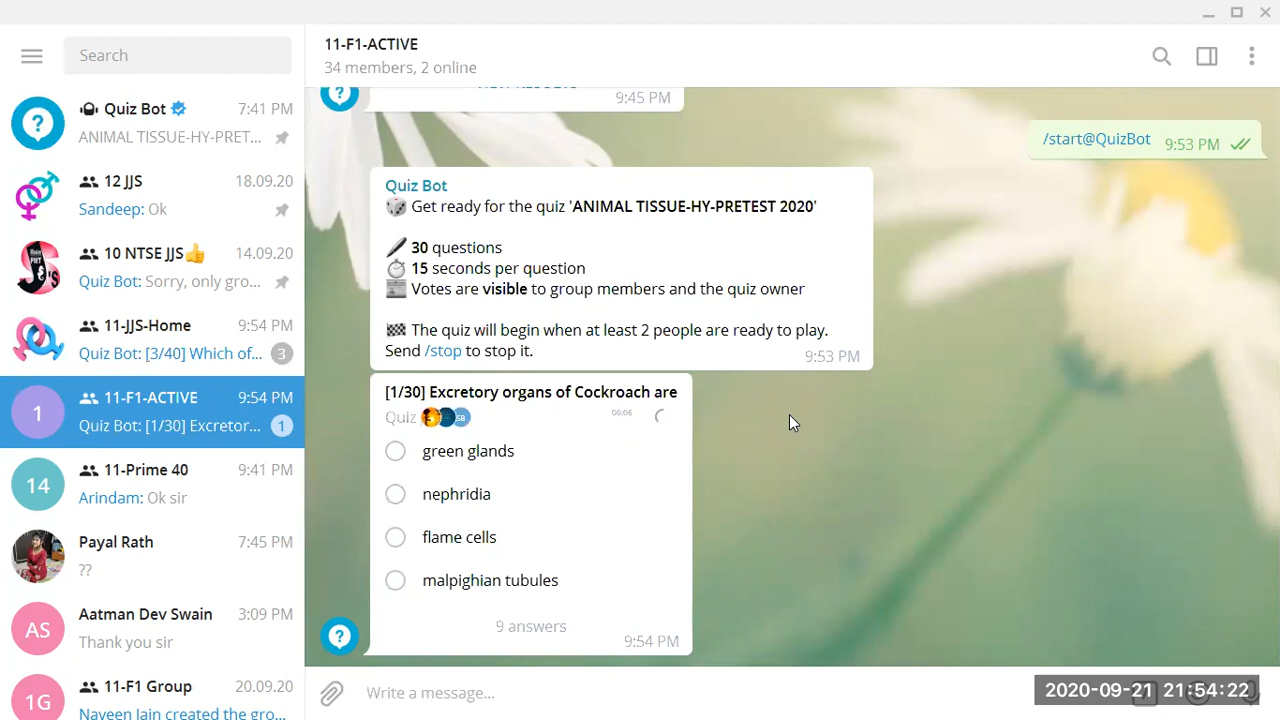 Search
Quiz Bot 7:41 PM
ANIMAL TISSUE-HY-PRET...
12 JJS 18.09.20
Sandeep: Ok
10 NTSE JJS👍 14.09.20
Quiz Bot: Sorry, only gro...
11-JJS-Home 9:54 PM
Quiz Bot: [3/40] Which of... 3
1 11-F1-ACTIVE 9:54 PM
Quiz Bot: [1/30] Excretor... 1
14 11-Prime 40 9:41 PM
Arindam: Ok sir
Payal Rath 7:45 PM
??
AS Aatman Dev Swain 3:09 PM
Thank you sir
1G 11-F1 Group 20.09.20
Naveen Jain created the gro...
11-F1-ACTIVE
34 members, 2 online
9:45 PM
/start@QuizBot 9:53 PM
Quiz Bot
🎲 Get ready for the quiz 'ANIMAL TISSUE-HY-PRETEST 2020'
🖊 30 questions
⏱ 15 seconds per question
📰 Votes are visible to group members and the quiz owner
🏁 The quiz will begin when at least 2 people are ready to play.
Send /stop to stop it. 9:53 PM
[1/30] Excretory organs of Cockroach are
Quiz SB 00:06
green glands
nephridia
flame cells
malpighian tubules
9 answers
9:54 PM
Write a message...
2020-09-21 21:54:22